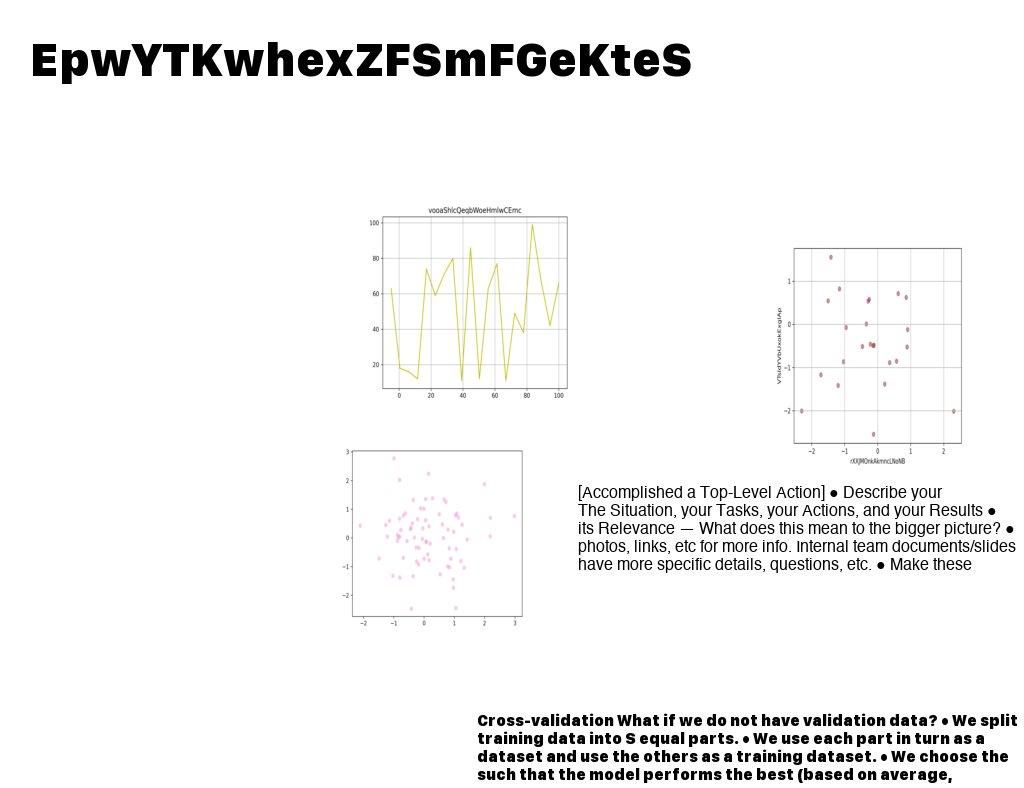 EpwYTKwhexZFSmFGeKteS
vooaShlcQeqbWoeHmlwCEmc
100
80
60
40
20
0 20 40 60 80 100
1
0
−1
−2
−2 −1 0 1 2
3
2
1
0
−1
−2
−2 −1 0 1 2 3
[Accomplished a Top-Level Action] ● Describe your
The Situation, your Tasks, your Actions, and your Results ●
its Relevance — What does this mean to the bigger picture? ●
photos, links, etc for more info. Internal team documents/slides
have more specific details, questions, etc. ● Make these
Cross-validation What if we do not have validation data? • We split
training data into S equal parts. • We use each part in turn as a
dataset and use the others as a training dataset. • We choose the
such that the model performs the best (based on average,